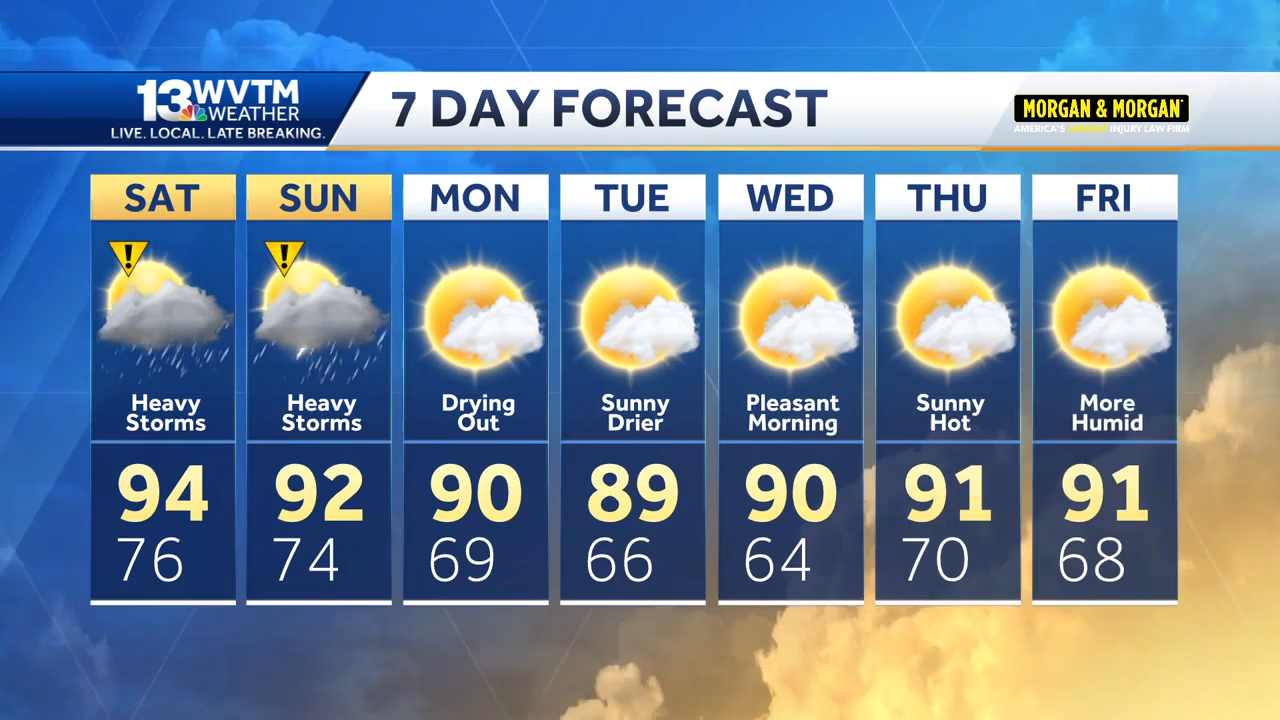 13 WVTM
WEATHER
LIVE. LOCAL. LATE BREAKING.
7 DAY FORECAST
MORGAN & MORGAN
AMERICA'S LARGEST INJURY LAW FIRM
SAT
SUN
MON
TUE
WED
THU
FRI
!
!
Heavy
Storms
Heavy
Storms
Drying
Out
Sunny
Drier
Pleasant
Morning
Sunny
Hot
More
Humid
94
92
90
89
90
91
91
76
74
69
66
64
70
68